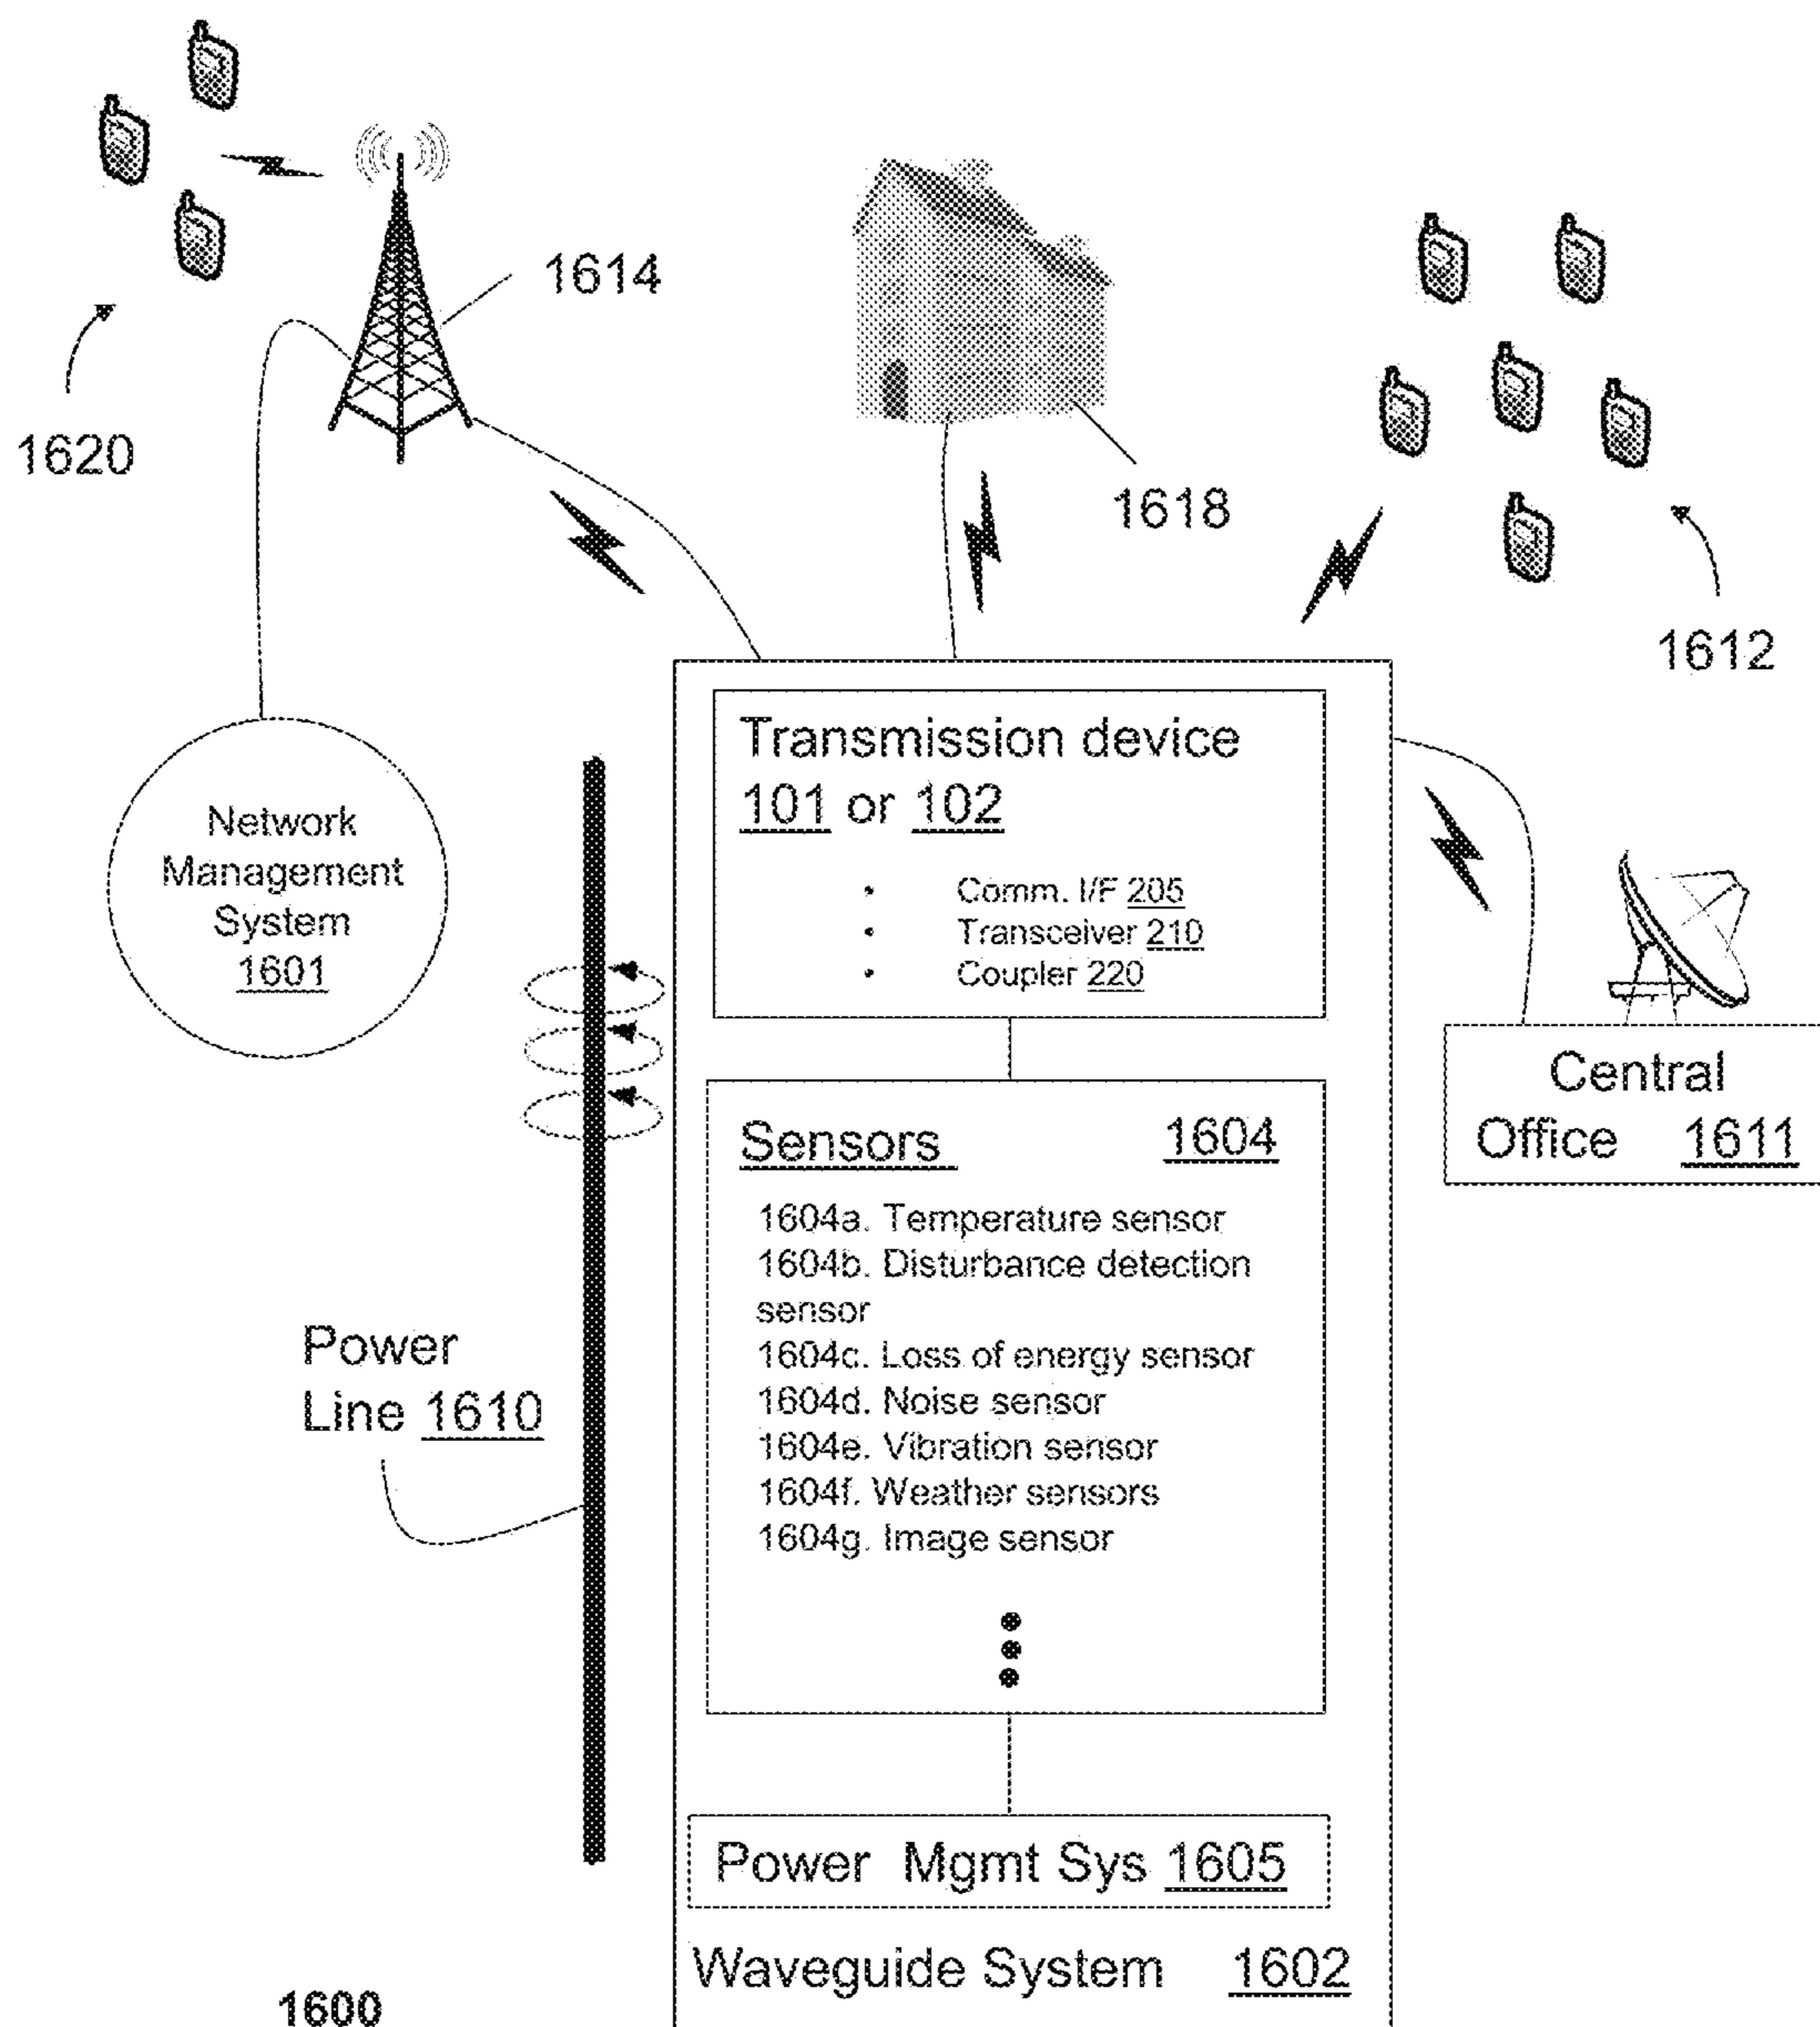 1614
1620
1618
1612
Network
Management
System
1601
Transmission device
101 or 102
• Comm. I/F 205
• Transceiver 210
• Coupler 220
Central
Office 1611
Sensors 1604
1604a. Temperature sensor
1604b. Disturbance detection
sensor
1604c. Loss of energy sensor
1604d. Noise sensor
1604e. Vibration sensor
1604f. Weather sensors
1604g. Image sensor
Power
Line 1610
Power Mgmt Sys 1605
Waveguide System 1602
1600